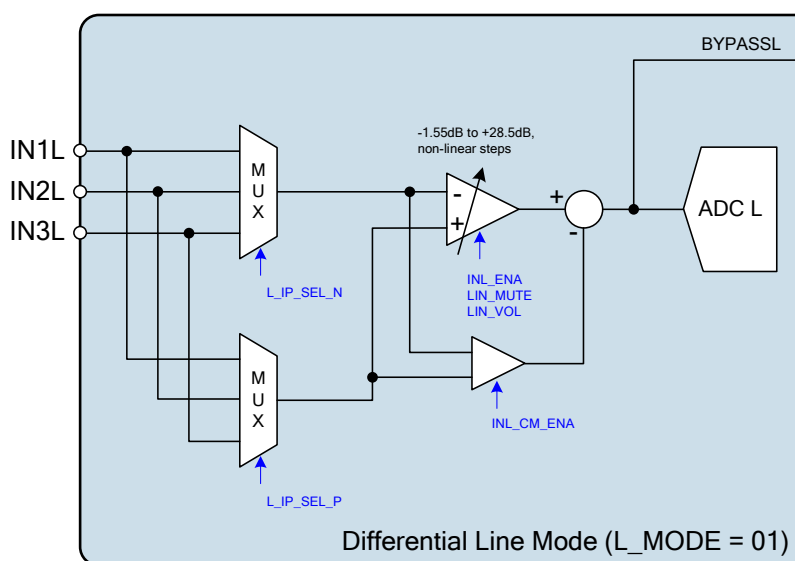 BYPASSL
-1.55dB to +28.5dB,
non-linear steps
IN1L
IN2L
IN3L
M
U
X
-
+
+
-
ADC L
L_IP_SEL_N
INL_ENA
LIN_MUTE
LIN_VOL
M
U
X
INL_CM_ENA
L_IP_SEL_P
Differential Line Mode (L_MODE = 01)